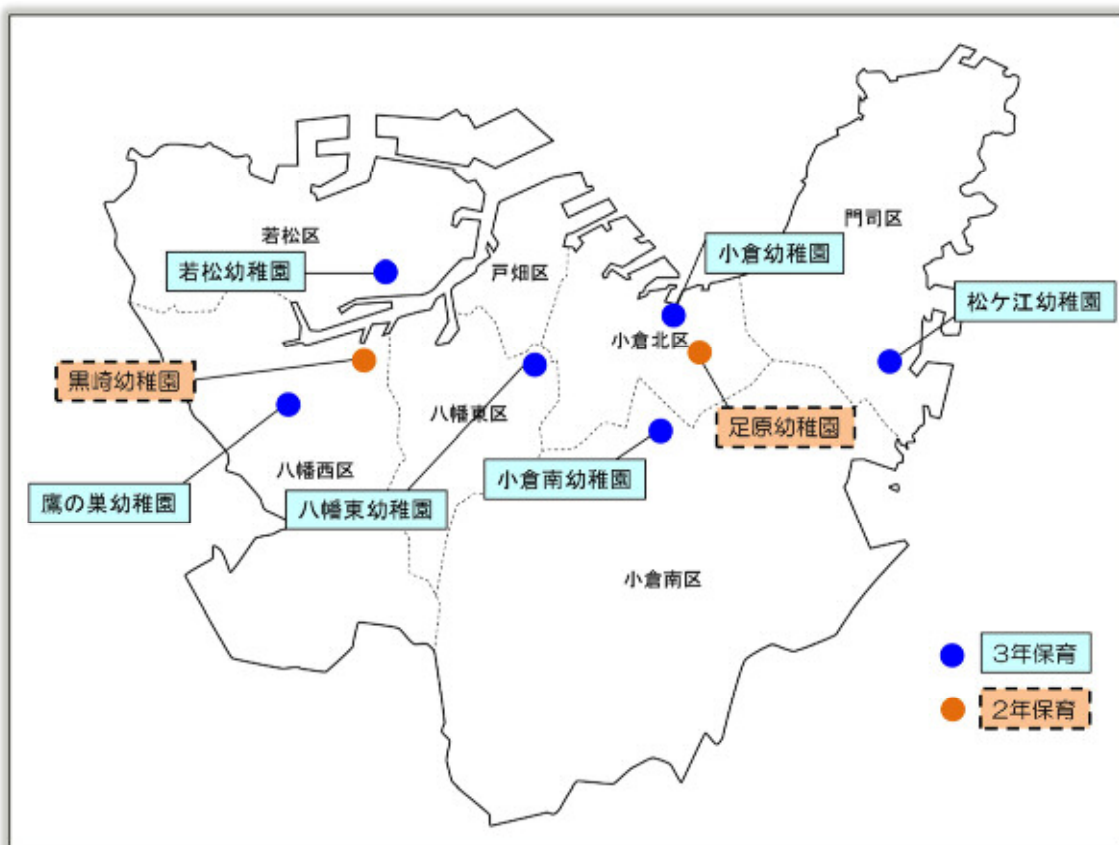 門司区
若松区
小倉幼稚園
若松幼稚園
戸畑区
松ケ江幼稚園
小倉北区
黒崎幼稚園
八幡東区
足原幼稚園
八幡西区
小倉南幼稚園
鷹の巣幼稚園
八幡東幼稚園
小倉南区
3年保育
2年保育